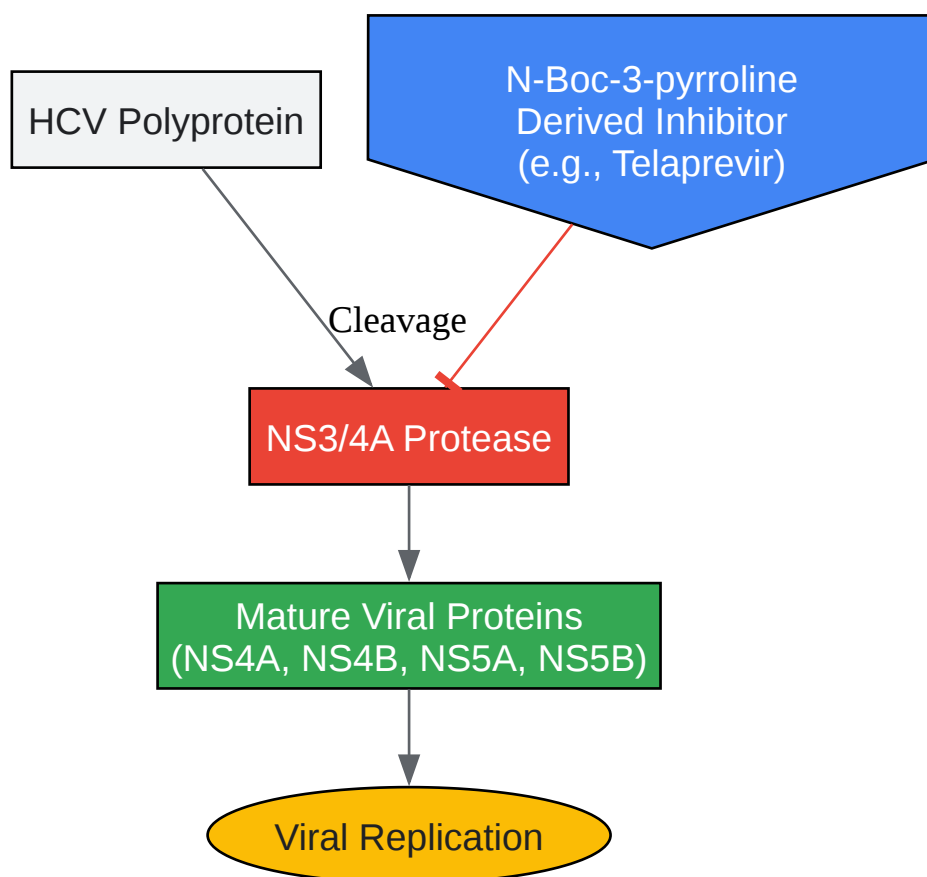 HCV Polyprotein
N-Boc-3-pyrroline
Derived Inhibitor
(e.g., Telaprevir)
Cleavage
NS3/4A Protease
Mature Viral Proteins
(NS4A, NS4B, NS5A, NS5B)
Viral Replication